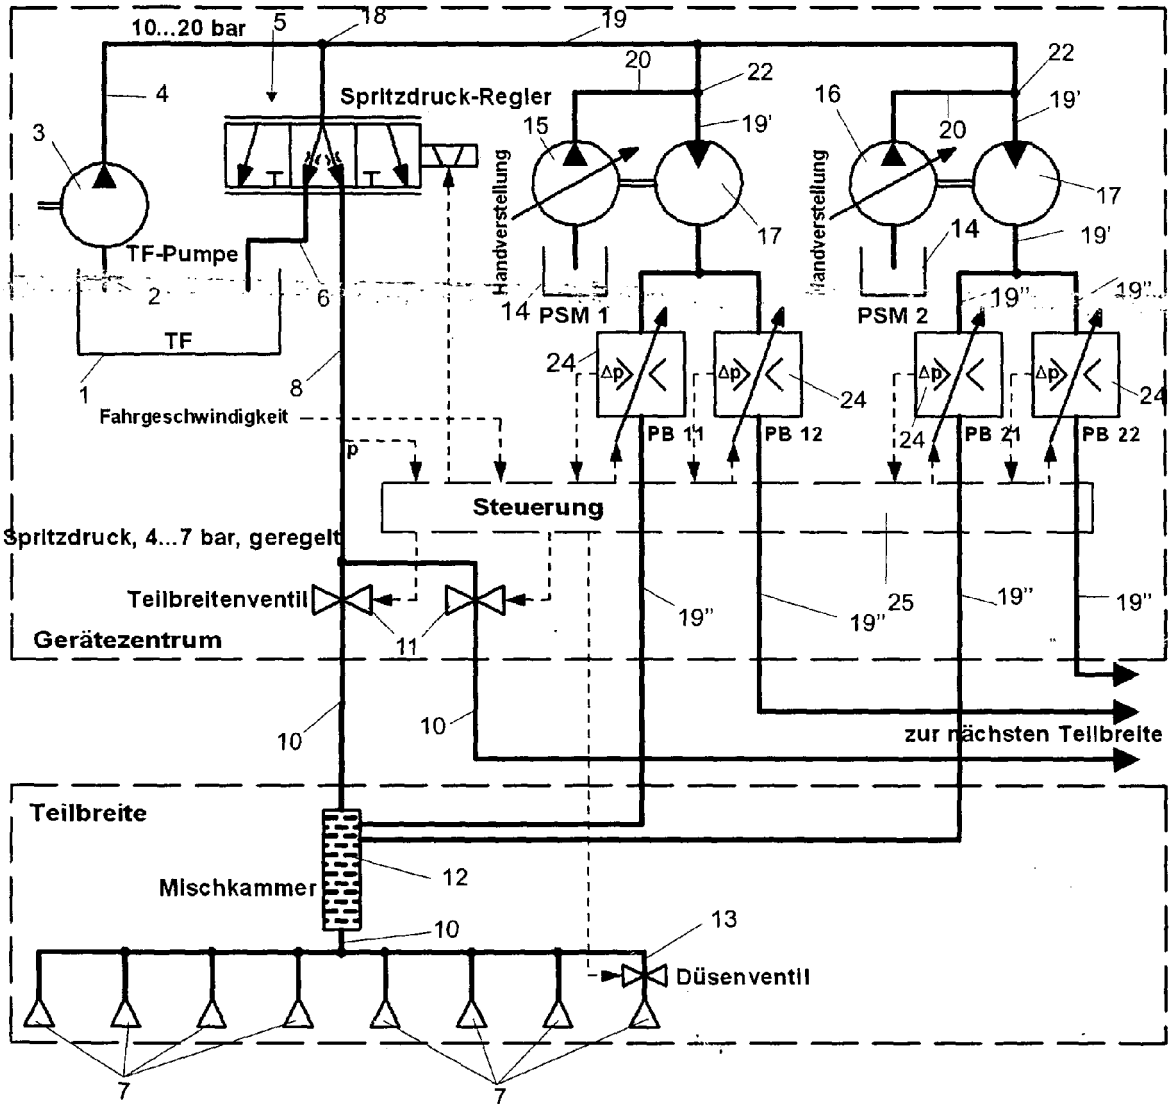 10...20 bar
5
18
19
4
Spritzdruck-Regler
20
22
16
22
3
15
19'
20
19'
Handverstellung
Handverstellung
17
17
TF-Pumpe
14
19'
2
6
14
PSM 1
PSM 2
19''
19''
TF
1
8
24
Δp
Δp
24
Δp
Δp
24
24
Fahrgeschwindigkeit
PB 11
PB 12
PB 21
PB 22
p
Steuerung
Spritzdruck, 4...7 bar, geregelt
Teilbreitenventil
11
19''
19''
25
19''
19''
Gerätezentrum
10
10
zur nächsten Teilbreite
Teilbreite
Mischkammer
12
10
13
Düsenventil
7
7